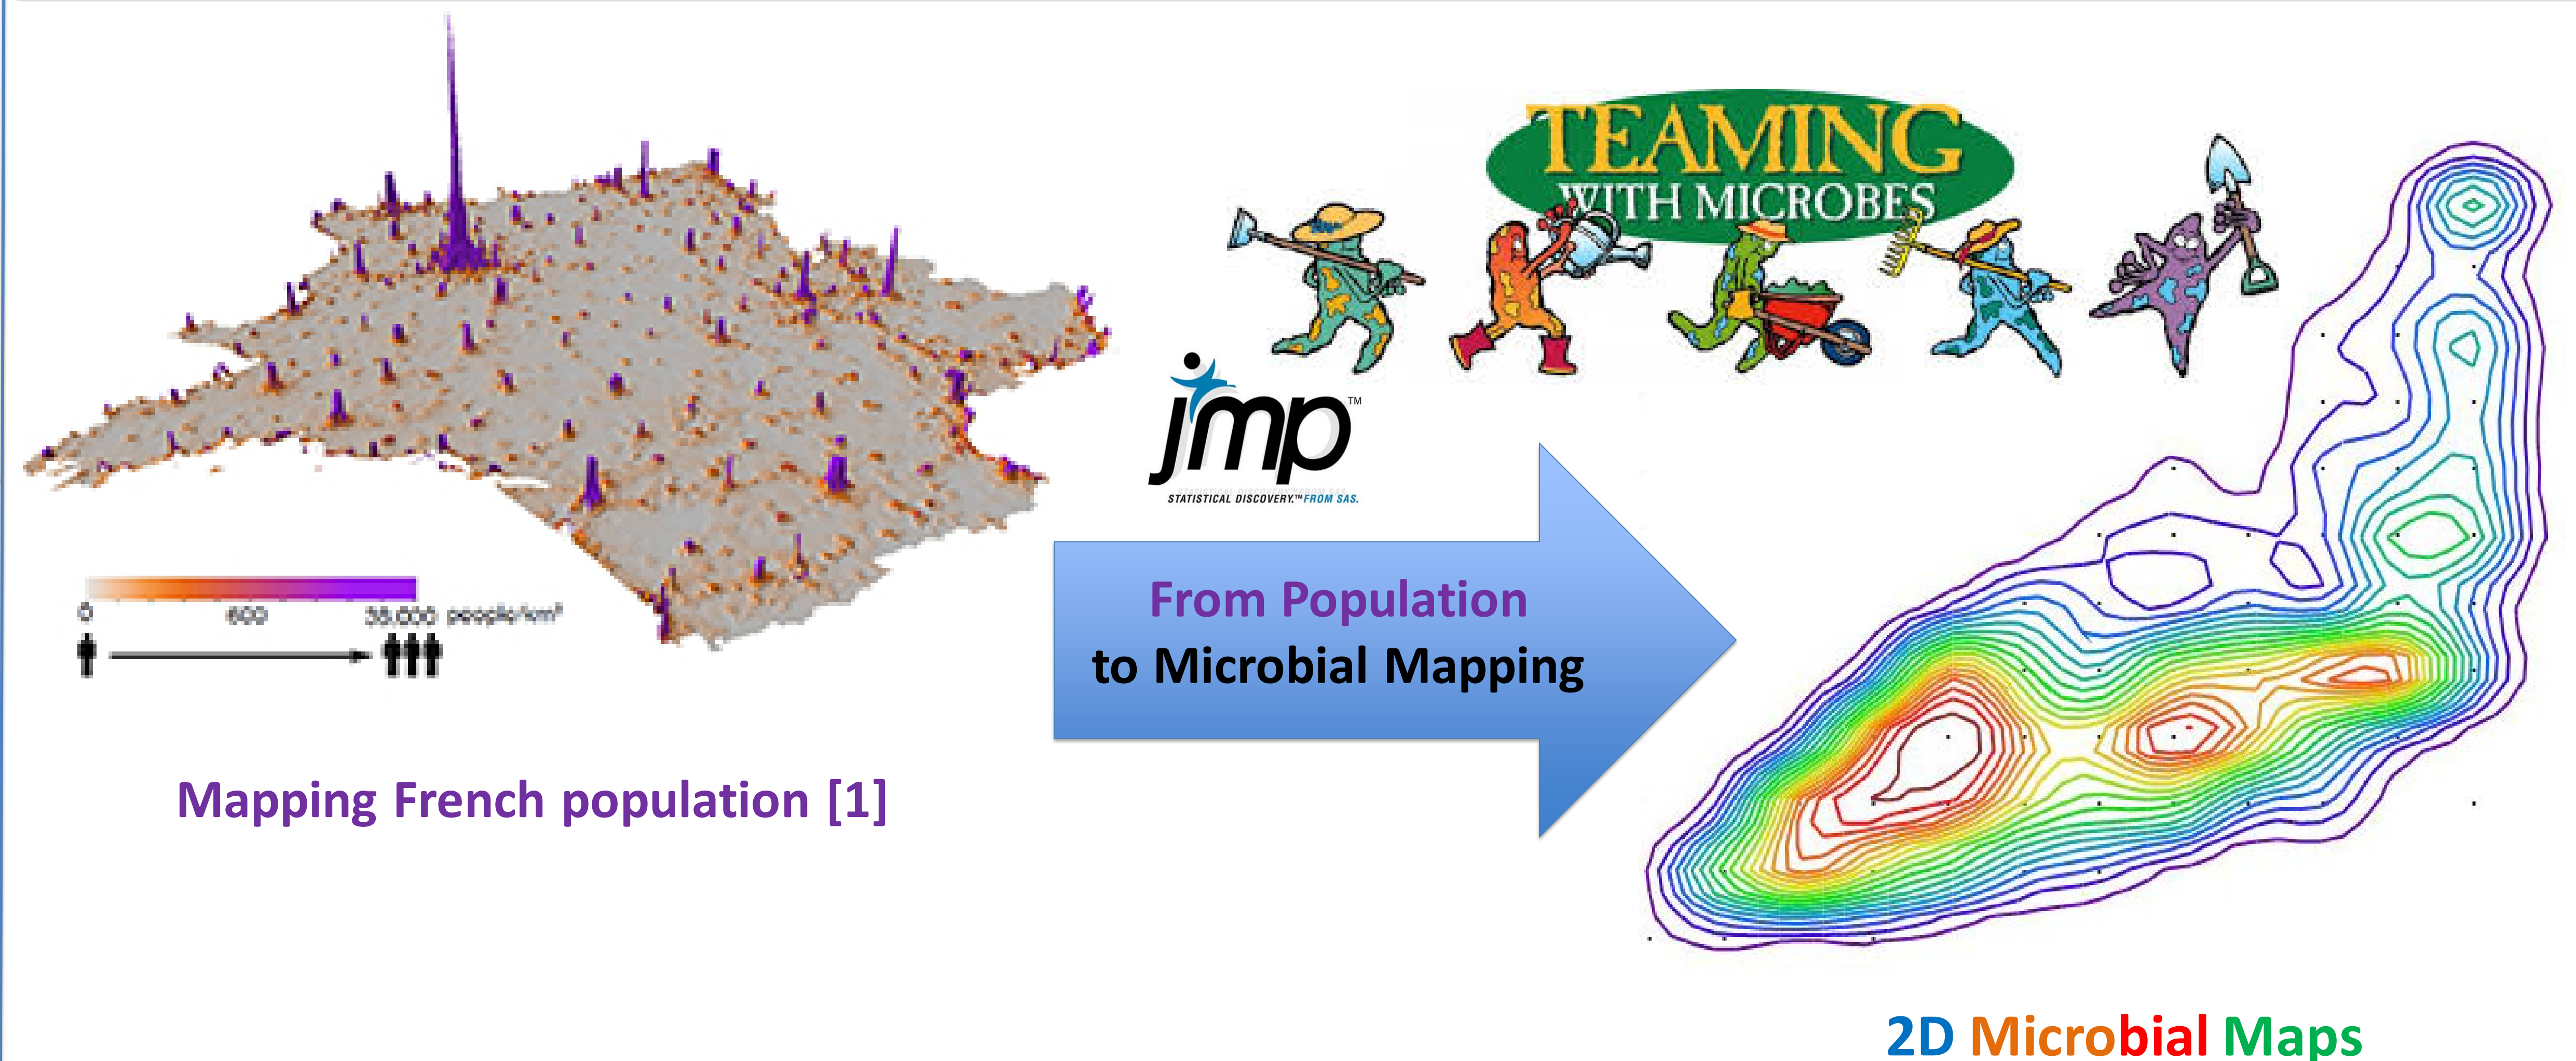 TEAMING
WITH MICROBES
jmp™
STATISTICAL DISCOVERY.™ FROM SAS.
0 600 38,000 people/km²
From Population
to Microbial Mapping
Mapping French population [1]
2D Microbial Maps